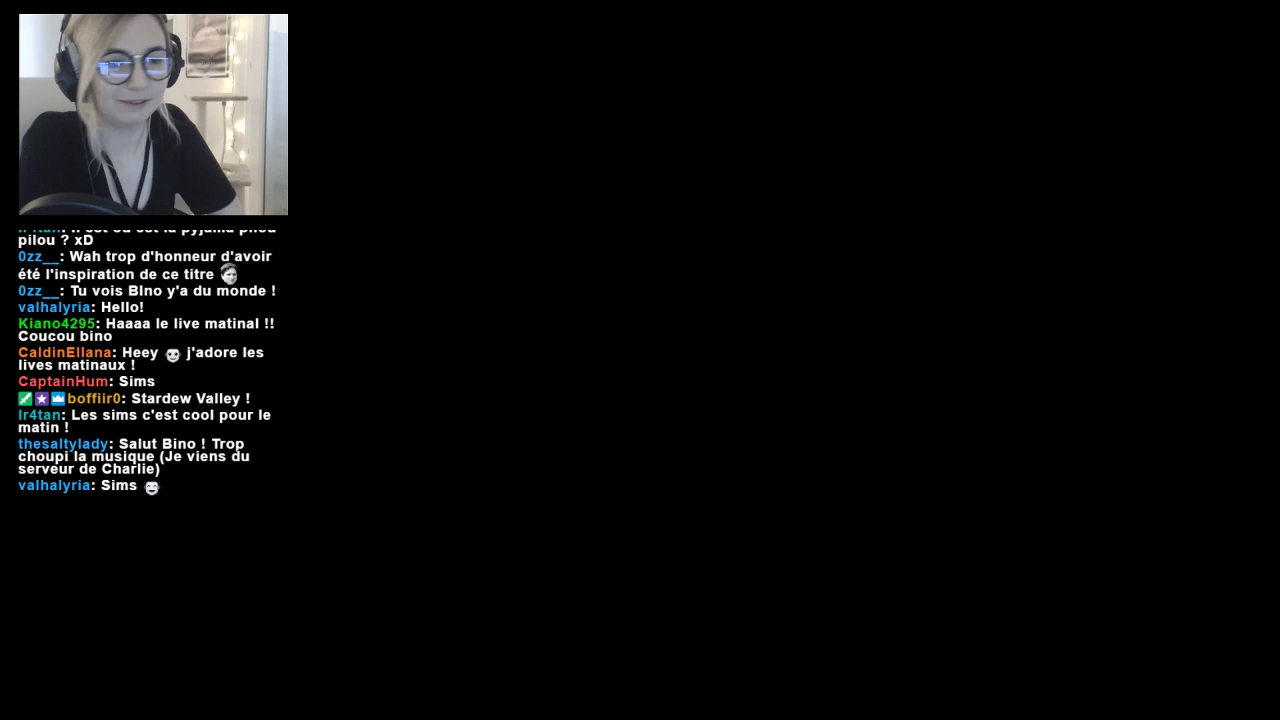 pilou ? xD
0zz__: Wah trop d'honneur d'avoir
été l'inspiration de ce titre
0zz__: Tu vois BIno y'a du monde !
valhalyria: Hello!
Kiano4295: Haaaa le live matinal !!
Coucou bino
CaldinEllana: Heey j'adore les
lives matinaux !
CaptainHum: Sims
boffiir0: Stardew Valley !
Ir4tan: Les sims c'est cool pour le
matin !
thesaltylady: Salut Bino ! Trop
choupi la musique (Je viens du
serveur de Charlie)
valhalyria: Sims